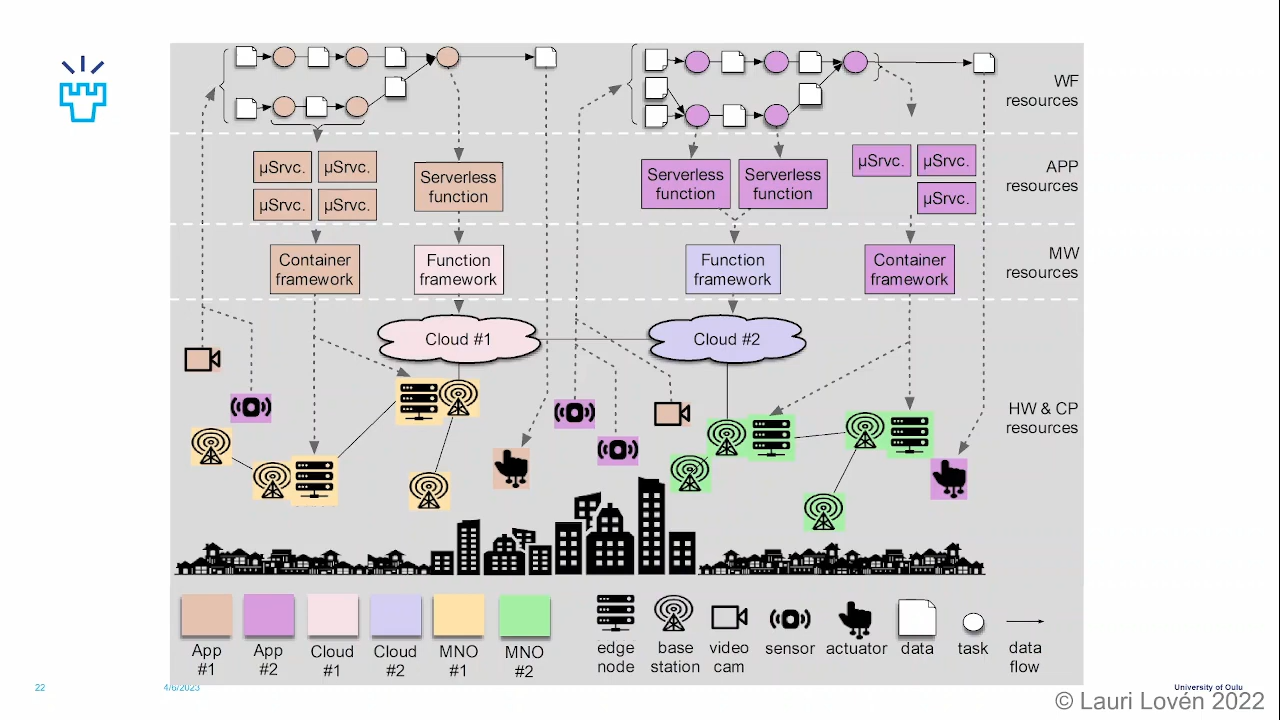 WF
resources
µSrvc.
µSrvc.
µSrvc.
µSrvc.
Serverless
function
Serverless
function
Serverless
function
µSrvc.
µSrvc.
µSrvc.
APP
resources
Container
framework
Function
framework
Function
framework
Container
framework
MW
resources
Cloud #1
Cloud #2
HW & CP
resources
App
#1
App
#2
Cloud
#1
Cloud
#2
MNO
#1
MNO
#2
edge
node
base
station
video
cam
sensor
actuator
data
task
data
flow
22
4/6/2023
University of Oulu
© Lauri Lovén 2022